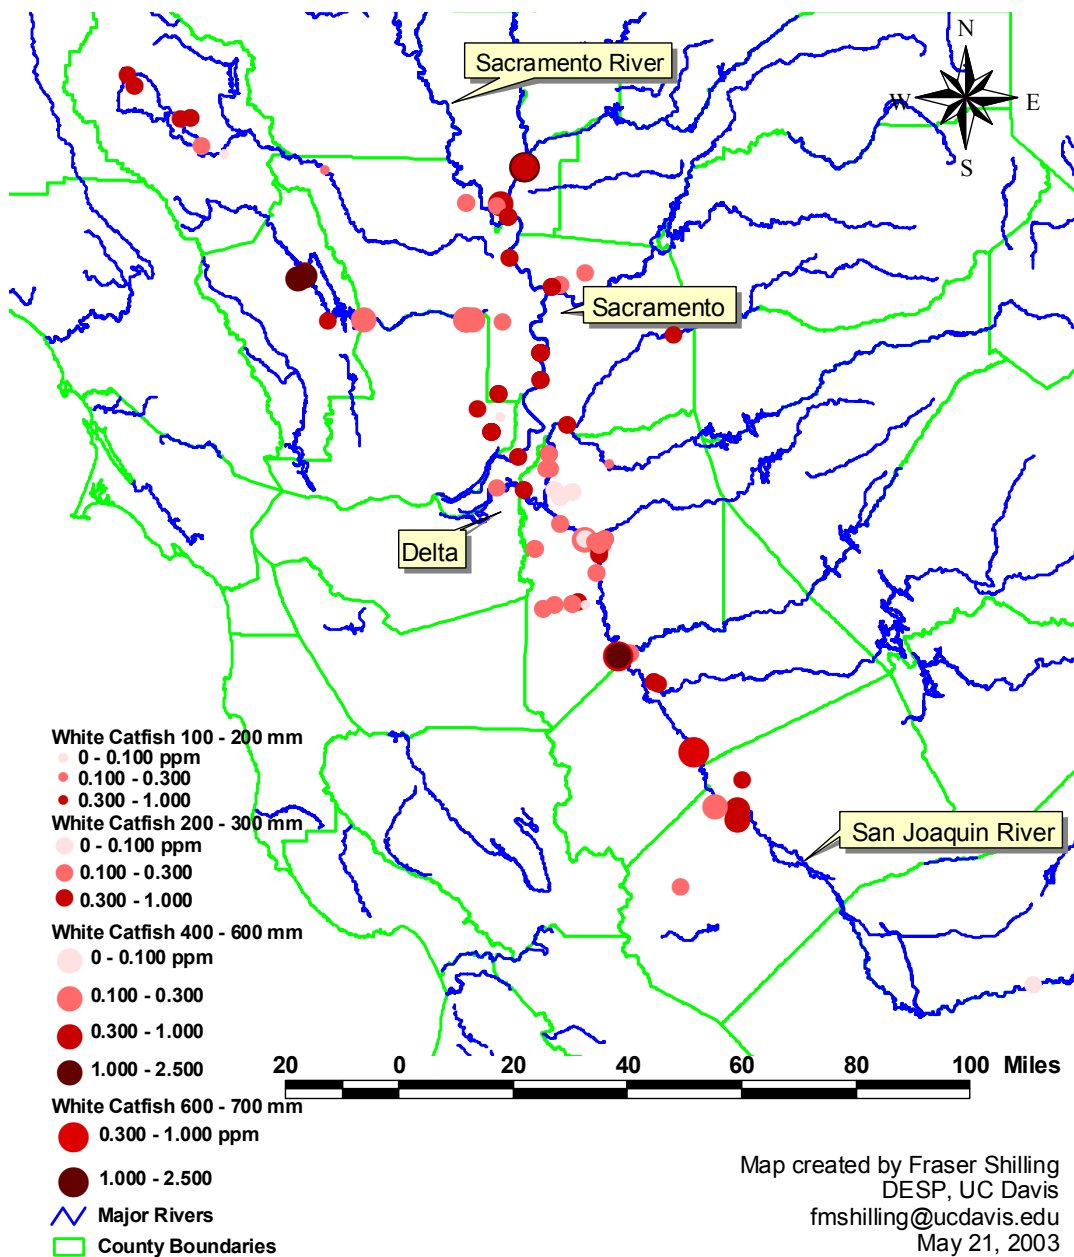 N
Sacramento River
W
E
S
Sacramento
Delta
White Catfish 100 - 200 mm
0 - 0.100 ppm
0.100 - 0.300
0.300 - 1.000
White Catfish 200 - 300 mm
0 - 0.100 ppm
0.100 - 0.300
0.300 - 1.000
San Joaquin River
White Catfish 400 - 600 mm
0 - 0.100 ppm
0.100 - 0.300
0.300 - 1.000
1.000 - 2.500
20 0 20 40 60 80 100 Miles
White Catfish 600 - 700 mm
0.300 - 1.000 ppm
1.000 - 2.500
Major Rivers
County Boundaries
Map created by Fraser Shilling
DESP, UC Davis
fmshilling@ucdavis.edu
May 21, 2003